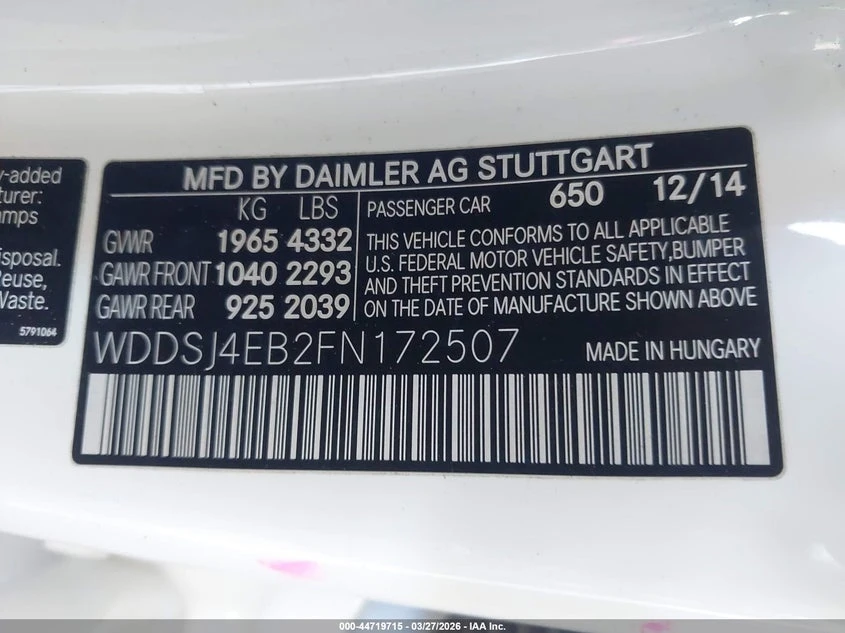 y-added
turer:
amps
isposal.
Reuse,
Waste.
5791064
MFD BY DAIMLER AG STUTTGART
KG LBS
GVWR 1965 4332
GAWR FRONT 1040 2293
GAWR REAR 925 2039
PASSENGER CAR 650 12/14
THIS VEHICLE CONFORMS TO ALL APPLICABLE
U.S. FEDERAL MOTOR VEHICLE SAFETY,BUMPER
AND THEFT PREVENTION STANDARDS IN EFFECT
ON THE DATE OF MANUFACTURE SHOWN ABOVE
WDDSJ4EB2FN172507 MADE IN HUNGARY
000-44719715 - 03/27/2026 - IAA Inc.